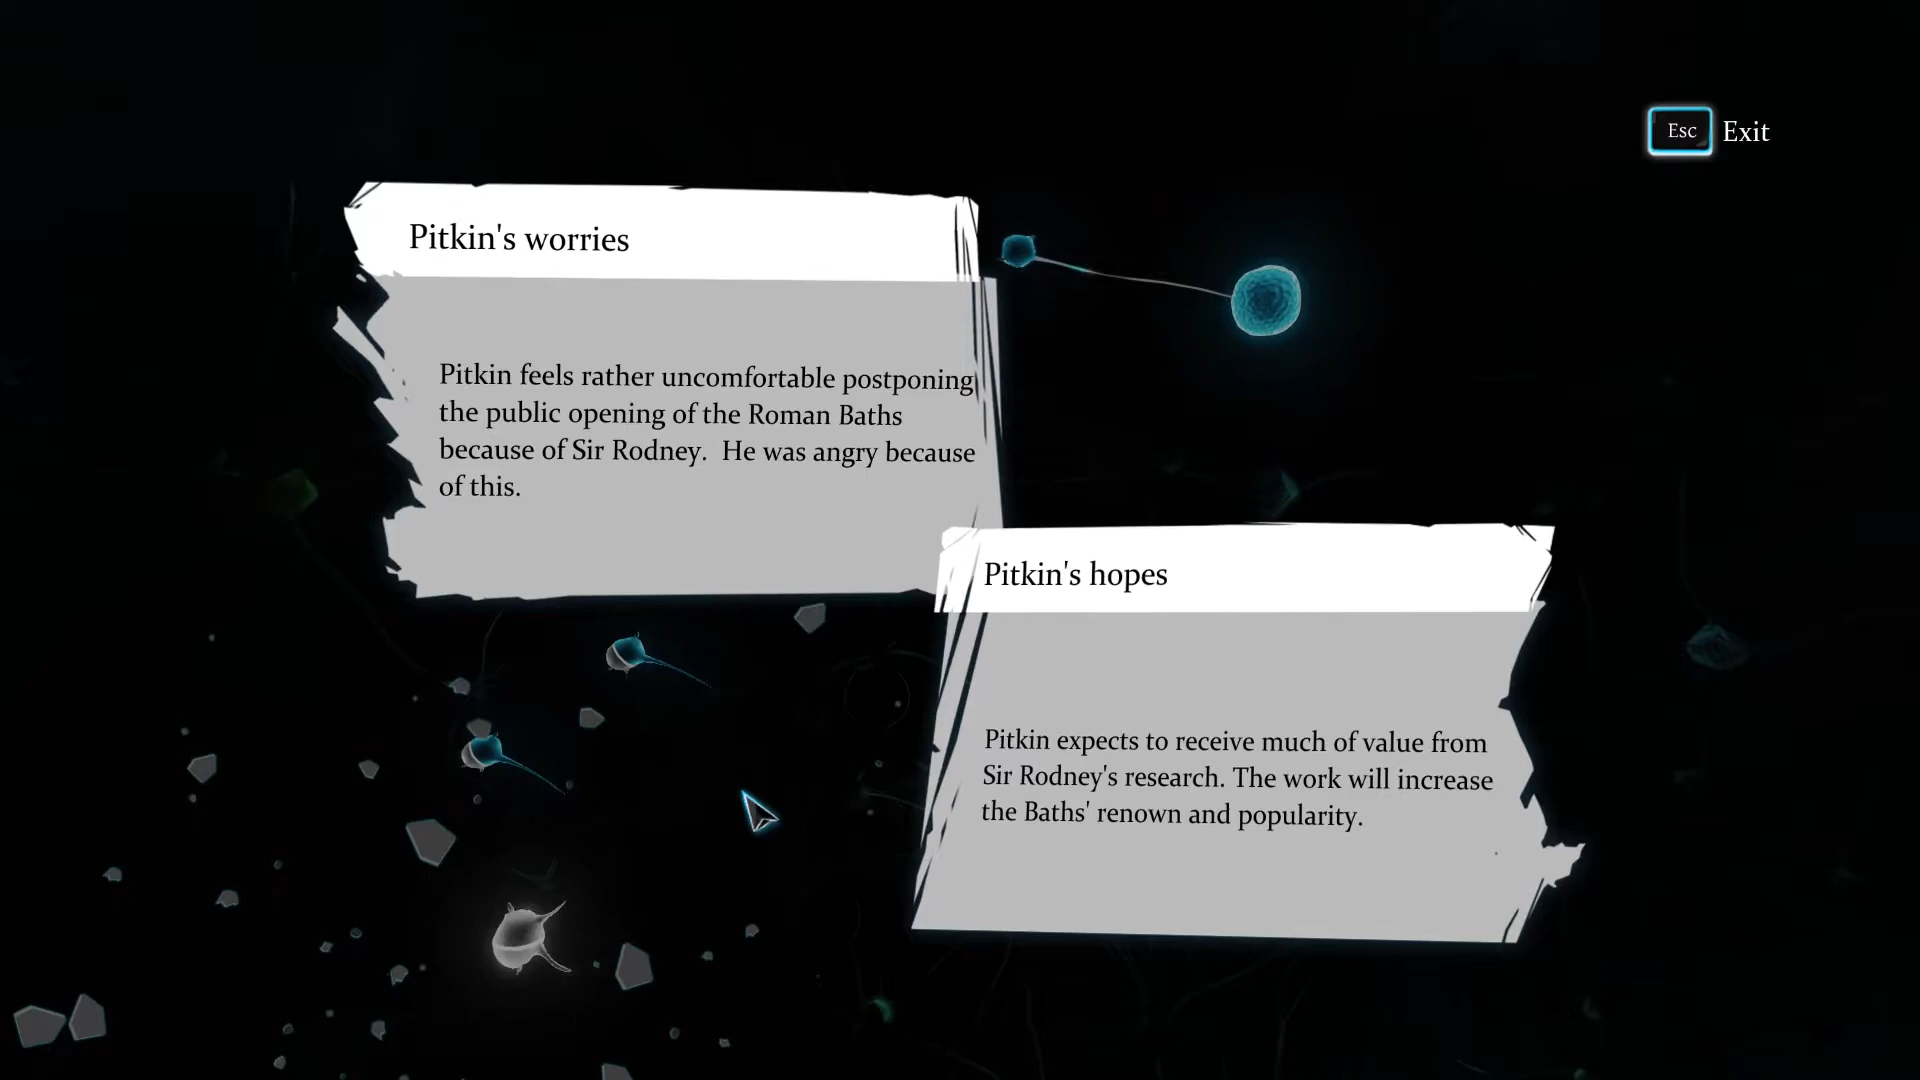 Esc Exit
Pitkin's worries
Pitkin feels rather uncomfortable postponing
the public opening of the Roman Baths
because of Sir Rodney.  He was angry because
of this.
Pitkin's hopes
Pitkin expects to receive much of value from
Sir Rodney's research. The work will increase
the Baths' renown and popularity.